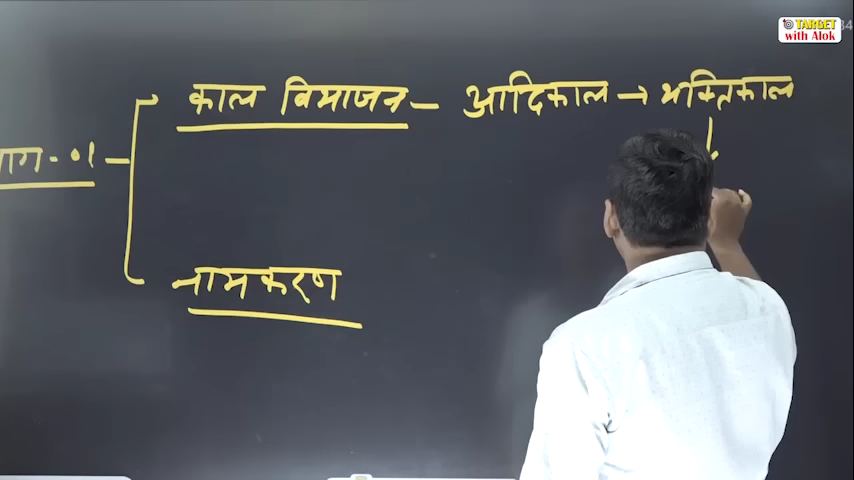 TARGET
with Alok
काल विभाजन - आदिकाल → भक्तिकाल
भाग - 01
नामकरण